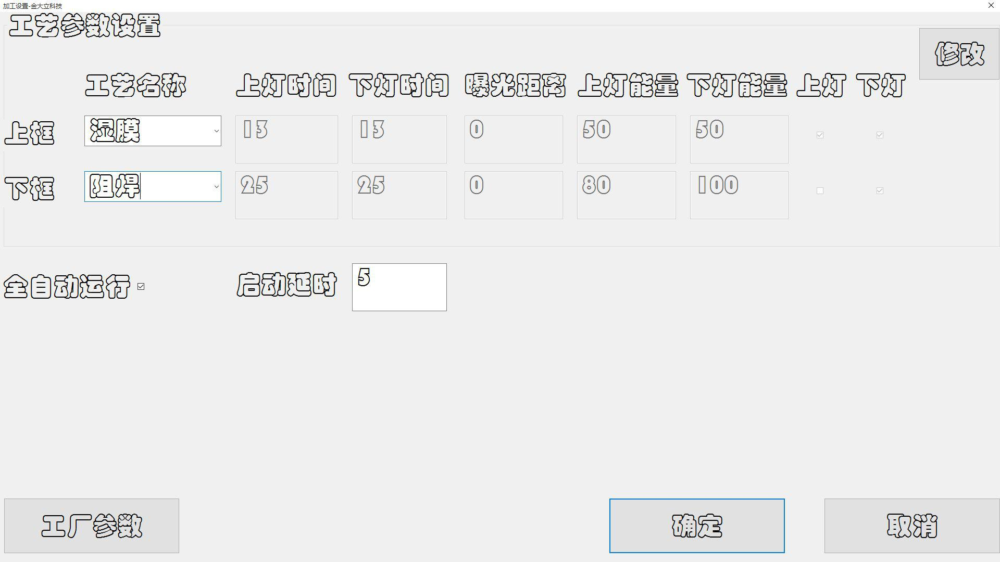 加工设置-金大立科技
工艺参数设置
修改
工艺名称 上灯时间 下灯时间 曝光距离 上灯能量 下灯能量 上灯 下灯
上框 湿膜 13 13 0 50 50
下框 阻焊 25 25 0 80 100
全自动运行 启动延时 5
工厂参数 确定 取消